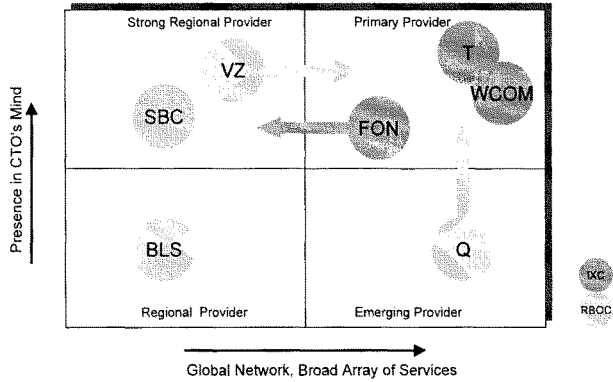 Strong Regional Provider
Primary Provider
T
VZ
WCOM
SBC
FON
Presence in CTO's Mind
BLS
Q
IXC
RBOC
Regional Provider
Emerging Provider
Global Network, Broad Array of Services